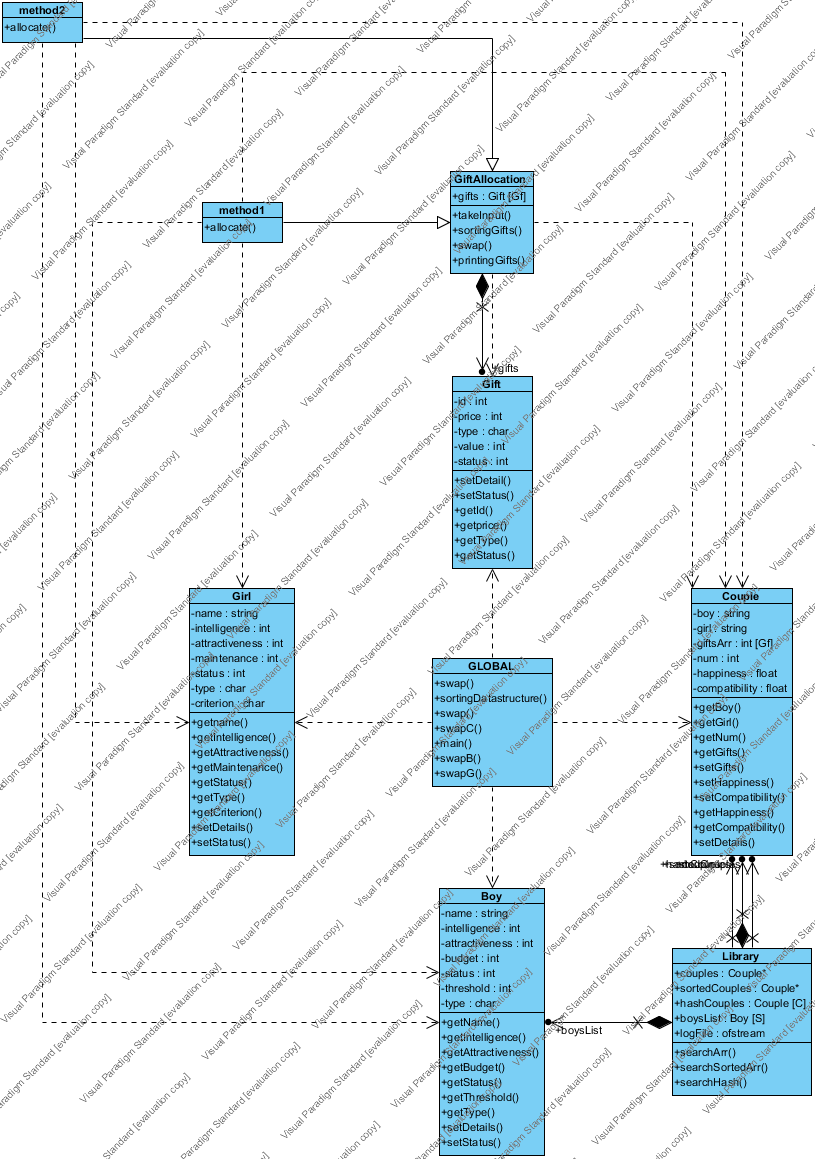 method2
+allocate()
GiftAllocation
+gifts : Gift [Gf]
+takeInput()
+sortingGifts()
+swap()
+printingGifts()
method1
+allocate()
+gifts
Gift
-id : int
-price : int
-type : char
-value : int
-status : int
+setDetail()
+setStatus()
+getId()
+getprice()
+getType()
+getStatus()
Girl
-name : string
-intelligence : int
-attractiveness : int
-maintenance : int
-status : int
-type : char
-criterion : char
+getname()
+getIntelligence()
+getAttractiveness()
+getMaintenance()
+getStatus()
+getType()
+getCriterion()
+setDetails()
+setStatus()
GLOBAL
+swap()
+sortingDatastructure()
+swap()
+swapC()
+main()
+swapB()
+swapG()
Couple
-boy : string
-girl : string
-giftsArr : int [Gf]
-num : int
-happiness : float
-compatibility : float
+getBoy()
+getGirl()
+getNum()
+getGifts()
+setGifts()
+setHappiness()
+setCompatibility()
+getHappiness()
+getCompatibility()
+setDetails()
Boy
-name : string
-intelligence : int
-attractiveness : int
-budget : int
-status : int
-threshold : int
-type : char
+getName()
+getIntelligence()
+getAttractiveness()
+getBudget()
+getStatus()
+getThreshold()
+getType()
+setDetails()
+setStatus()
+boysList
Library
+couples : Couple*
+sortedCouples : Couple*
+hashCouples : Couple [C]
+boysList : Boy [S]
+logFile : ofstream
+searchArr()
+searchSortedArr()
+searchHash()
Visual Paradigm Standard [evaluation copy]